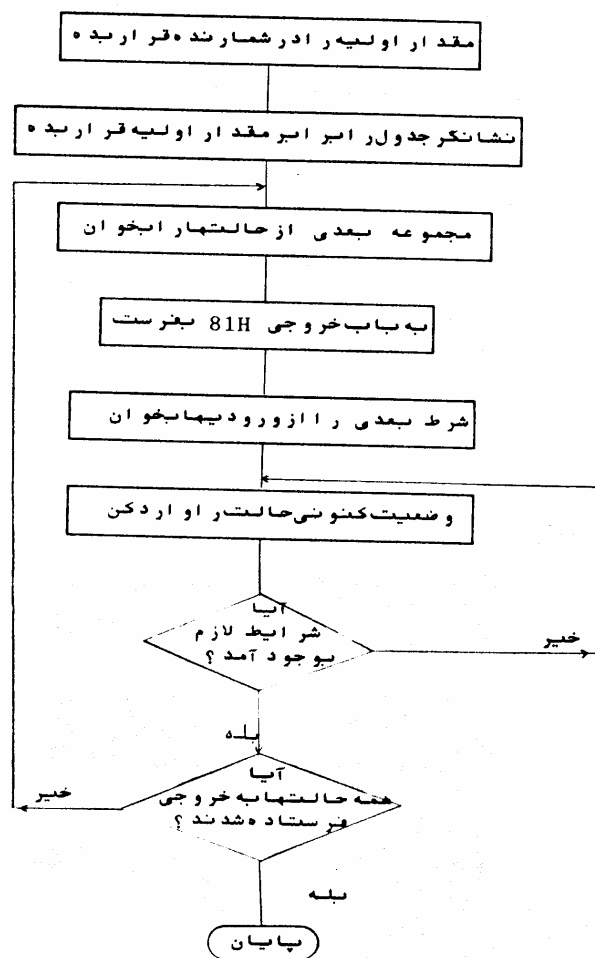 مقدار اولیه را در شمارنده قرار بده
نشانگر جدول را برابر مقدار اولیه قرار بده
مجموعه بعدی از حالتها را بخوان
به باب خروجی 81H بفرست
شرط بعدی را از ورودیها بخوان
وضعیت کنونی حالت را وارد کن
آیا
شرایط لازم
بوجود آمد ؟
خیر
بله
آیا
همه حالتها به خروجی
فرستاده شدند ؟
خیر
بله
پایان